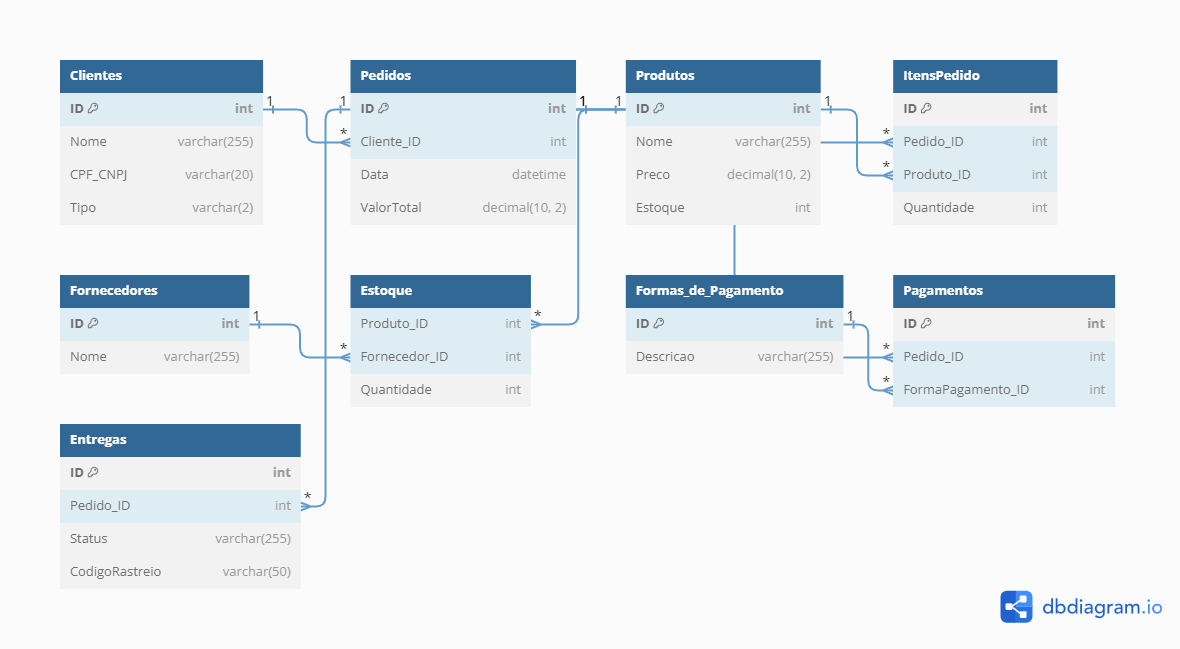 Clientes
ID int
Nome varchar(255)
CPF_CNPJ varchar(20)
Tipo varchar(2)
1
*
Pedidos
1
ID int
Cliente_ID int
Data datetime
ValorTotal decimal(10, 2)
1
1
Produtos
ID int
Nome varchar(255)
Preco decimal(10, 2)
Estoque int
1
*
*
ItensPedido
ID int
Pedido_ID int
Produto_ID int
Quantidade int
Fornecedores
ID int
Nome varchar(255)
1
*
Estoque
Produto_ID int
Fornecedor_ID int
Quantidade int
*
Formas_de_Pagamento
ID int
Descricao varchar(255)
1
*
*
Pagamentos
ID int
Pedido_ID int
FormaPagamento_ID int
Entregas
ID int
Pedido_ID int
Status varchar(255)
CodigoRastreio varchar(50)
*
dbdiagram.io